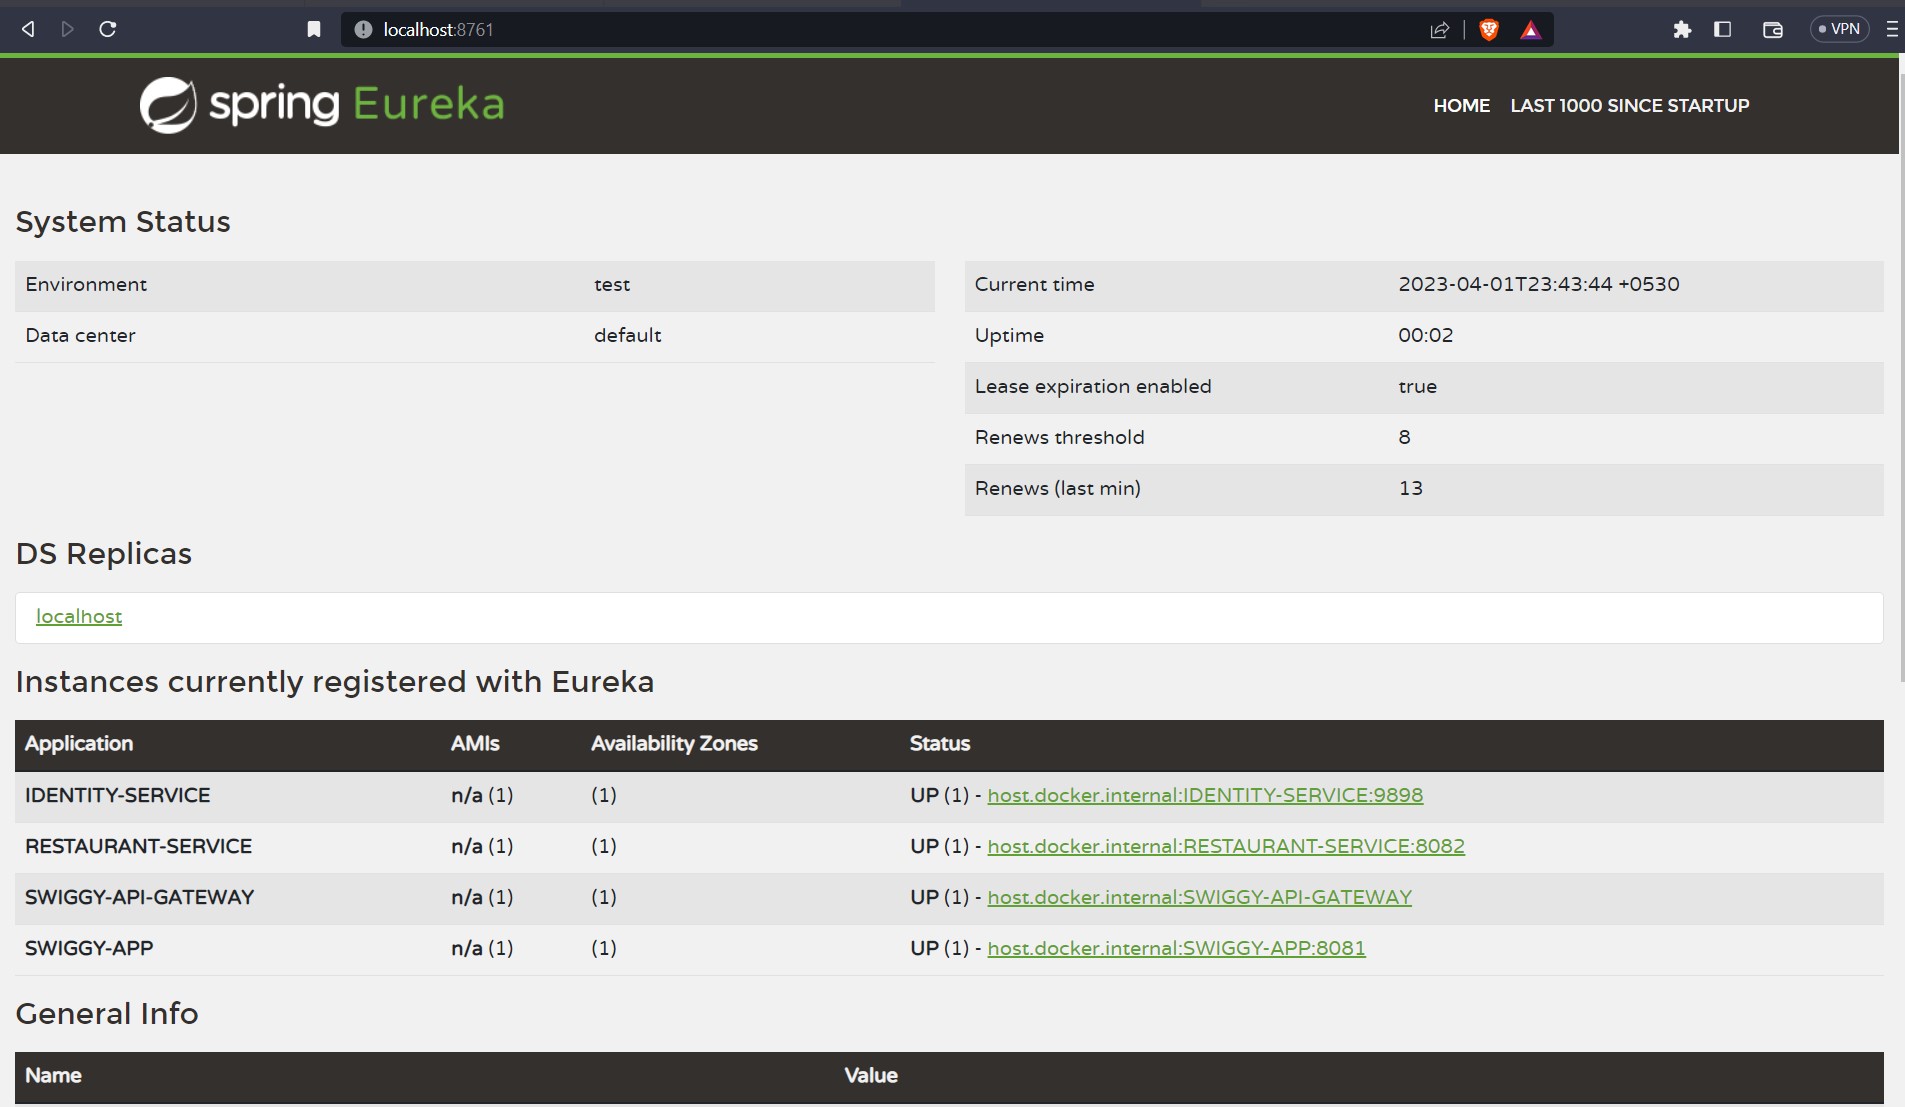 localhost:8761
VPN
spring Eureka
HOME LAST 1000 SINCE STARTUP
System Status
Environment test
Data center default
Current time 2023-04-01T23:43:44 +0530
Uptime 00:02
Lease expiration enabled true
Renews threshold 8
Renews (last min) 13
DS Replicas
localhost
Instances currently registered with Eureka
Application AMIs Availability Zones Status
IDENTITY-SERVICE n/a (1) (1) UP (1) - host.docker.internal:IDENTITY-SERVICE:9898
RESTAURANT-SERVICE n/a (1) (1) UP (1) - host.docker.internal:RESTAURANT-SERVICE:8082
SWIGGY-API-GATEWAY n/a (1) (1) UP (1) - host.docker.internal:SWIGGY-API-GATEWAY
SWIGGY-APP n/a (1) (1) UP (1) - host.docker.internal:SWIGGY-APP:8081
General Info
Name Value